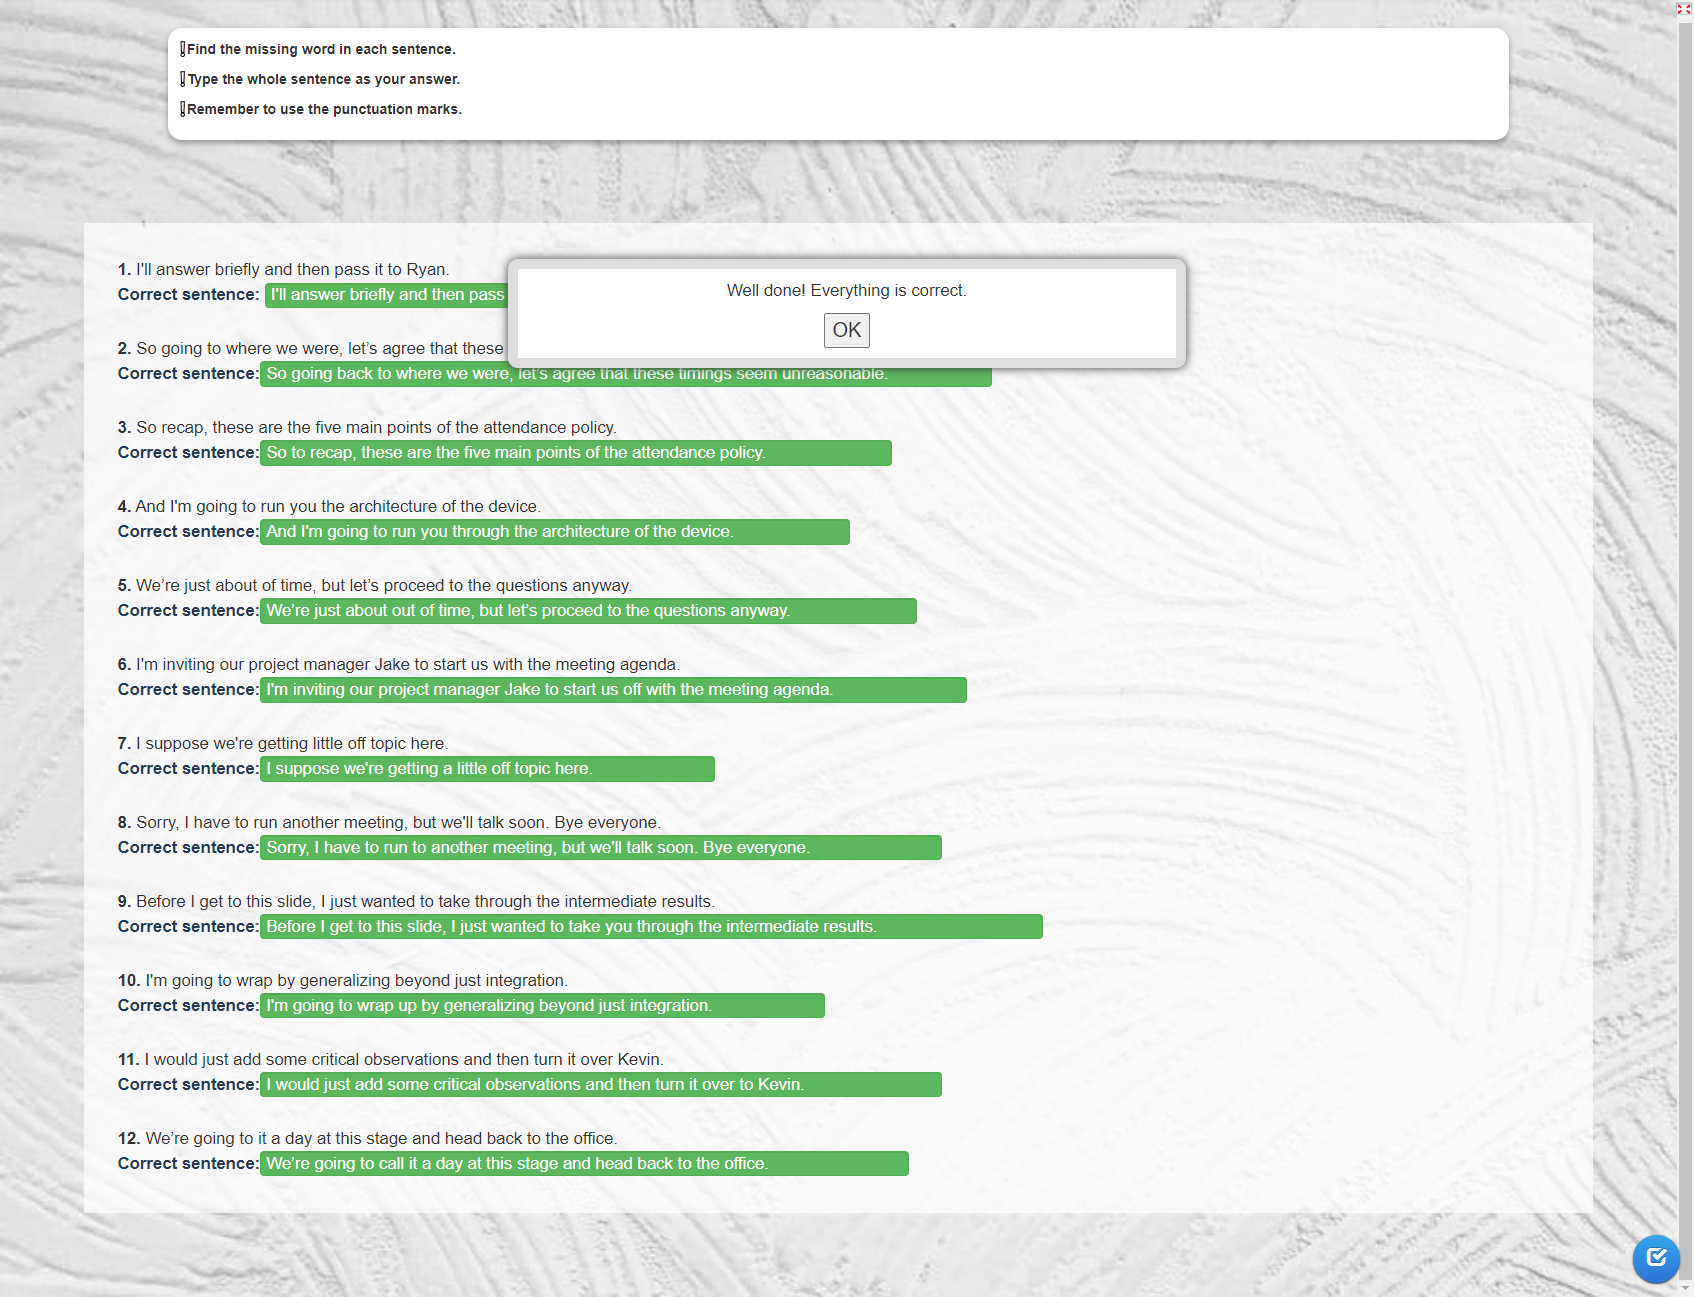 Find the missing word in each sentence.
Type the whole sentence as your answer.
Remember to use the punctuation marks.
1. I'll answer briefly and then pass it to Ryan.
Correct sentence: I'll answer briefly and then pass
Well done! Everything is correct.
OK
2. So going to where we were, let’s agree that these
Correct sentence: So going back to where we were, let's agree that these timings seem unreasonable.
3. So recap, these are the five main points of the attendance policy.
Correct sentence: So to recap, these are the five main points of the attendance policy.
4. And I'm going to run you the architecture of the device.
Correct sentence: And I'm going to run you through the architecture of the device.
5. We’re just about of time, but let’s proceed to the questions anyway.
Correct sentence: We’re just about out of time, but let’s proceed to the questions anyway.
6. I'm inviting our project manager Jake to start us with the meeting agenda.
Correct sentence: I'm inviting our project manager Jake to start us off with the meeting agenda.
7. I suppose we're getting little off topic here.
Correct sentence: I suppose we're getting a little off topic here.
8. Sorry, I have to run another meeting, but we'll talk soon. Bye everyone.
Correct sentence: Sorry, I have to run to another meeting, but we'll talk soon. Bye everyone.
9. Before I get to this slide, I just wanted to take through the intermediate results.
Correct sentence: Before I get to this slide, I just wanted to take you through the intermediate results.
10. I'm going to wrap by generalizing beyond just integration.
Correct sentence: I'm going to wrap up by generalizing beyond just integration.
11. I would just add some critical observations and then turn it over Kevin.
Correct sentence: I would just add some critical observations and then turn it over to Kevin.
12. We’re going to it a day at this stage and head back to the office.
Correct sentence: We’re going to call it a day at this stage and head back to the office.